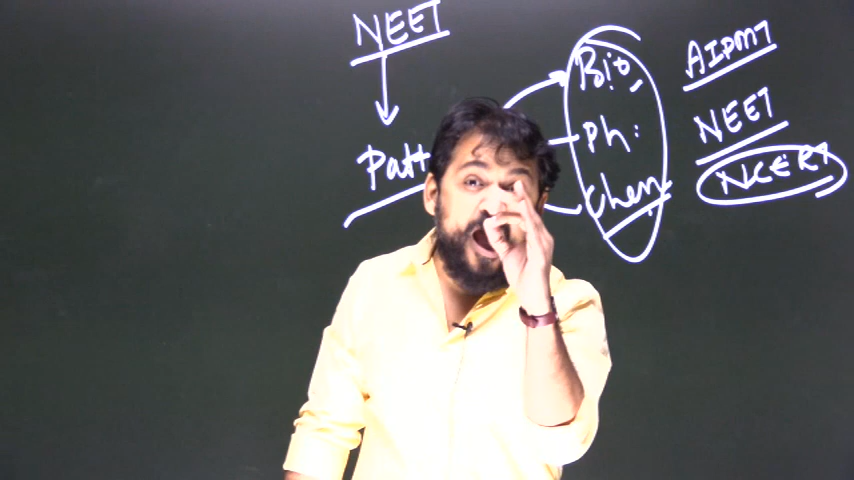 NEET
Patt
Bio,
Ph:
Chem
AIPMT
NEET
NCERT